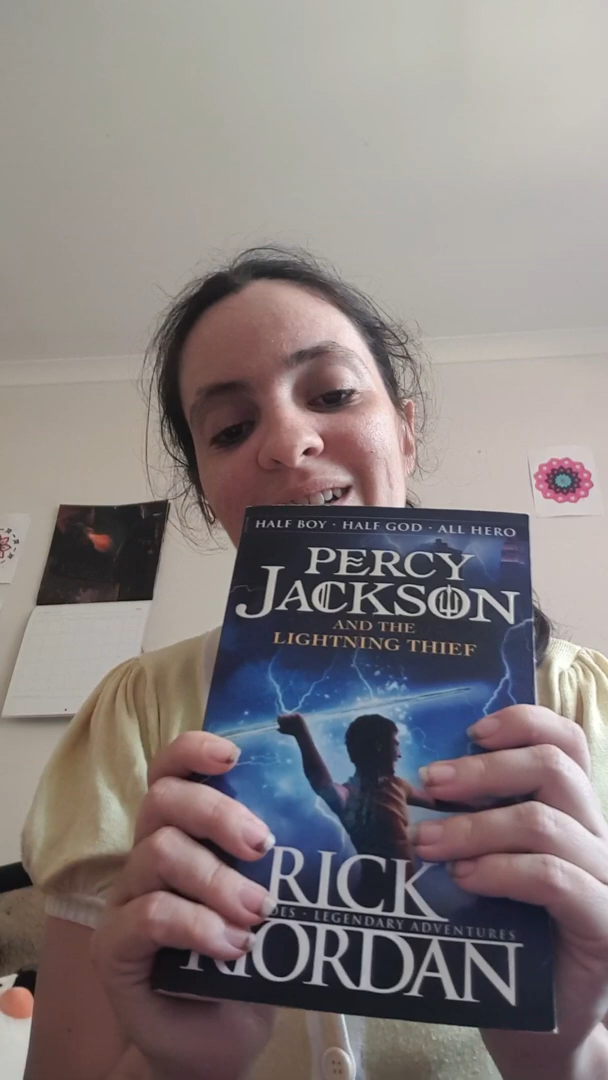 HALF BOY · HALF GOD · ALL HERO
PERCY
JACKSON
AND THE
LIGHTNING THIEF
RICK
· LEGENDARY ADVENTURES
RIORDAN